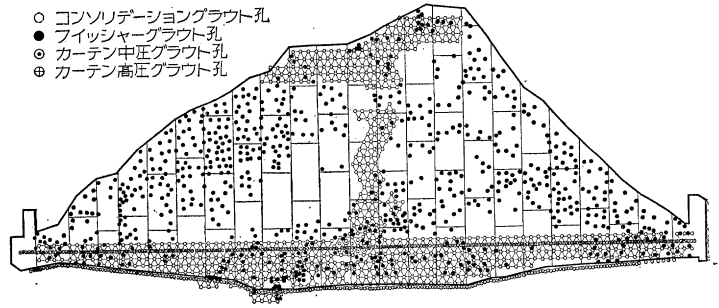 コンソリデーショングラウト孔
フイッシャーグラウト孔
カーテン中圧グラウト孔
カーテン髙圧グラウト孔